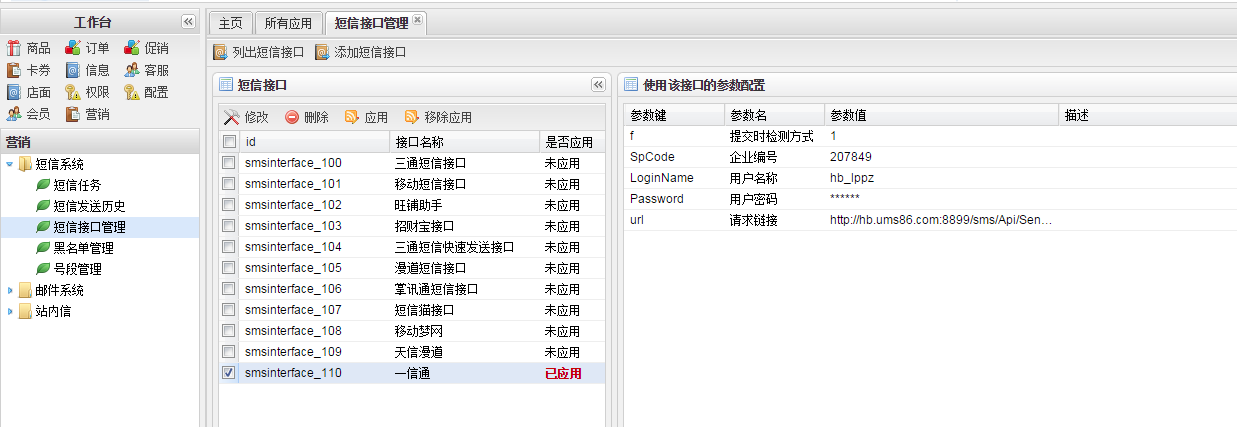 工作台
主页 所有应用 短信接口管理
商品 订单 促销
卡券 信息 客服
店面 权限 配置
会员 营销
营销
短信系统
短信任务
短信发送历史
短信接口管理
黑名单管理
号段管理
邮件系统
站内信
列出短信接口 添加短信接口
短信接口
修改 删除 应用 移除应用
id 接口名称 是否应用
smsinterface_100 三通短信接口 未应用
smsinterface_101 移动短信接口 未应用
smsinterface_102 旺铺助手 未应用
smsinterface_103 招财宝接口 未应用
smsinterface_104 三通短信快速发送接口 未应用
smsinterface_105 漫道短信接口 未应用
smsinterface_106 掌讯通短信接口 未应用
smsinterface_107 短信猫接口 未应用
smsinterface_108 移动梦网 未应用
smsinterface_109 天信漫道 未应用
smsinterface_110 一信通 已应用
使用该接口的参数配置
参数键 参数名 参数值 描述
f 提交时检测方式 1
SpCode 企业编号 207849
LoginName 用户名称 hb_lppz
Password 用户密码 ******
url 请求链接 http://hb.ums86.com:8899/sms/Api/Sen...